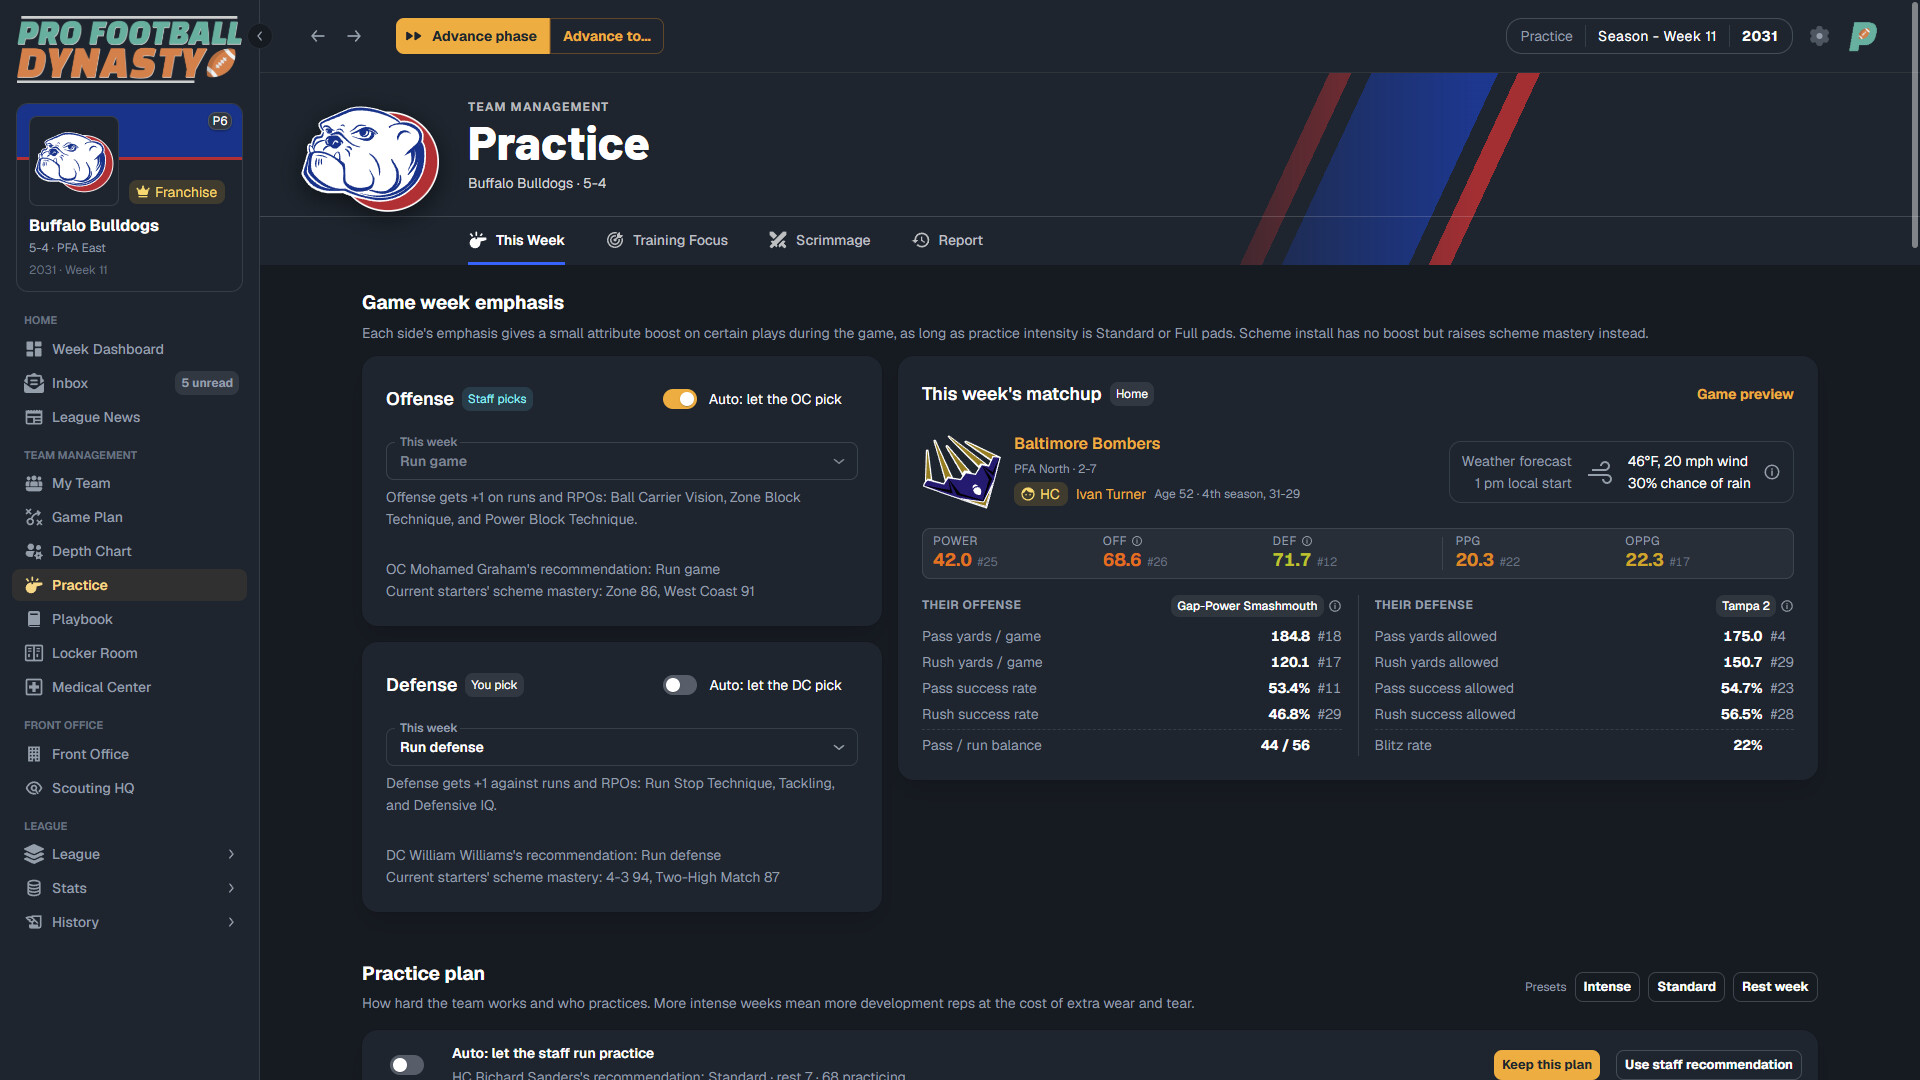 PRO FOOTBALL
DYNASTY
P6
Franchise
Buffalo Bulldogs
5-4 · PFA East
2031 · Week 11
HOME
Week Dashboard
Inbox
5 unread
League News
TEAM MANAGEMENT
My Team
Game Plan
Depth Chart
Practice
Playbook
Locker Room
Medical Center
FRONT OFFICE
Front Office
Scouting HQ
LEAGUE
League
Stats
History
Advance phase
Advance to...
Practice
Season - Week 11
2031
TEAM MANAGEMENT
Practice
Buffalo Bulldogs · 5-4
This Week
Training Focus
Scrimmage
Report
Game week emphasis
Each side's emphasis gives a small attribute boost on certain plays during the game, as long as practice intensity is Standard or Full pads. Scheme install has no boost but raises scheme mastery instead.
Offense
Staff picks
Auto: let the OC pick
This week
Run game
Offense gets +1 on runs and RPOs: Ball Carrier Vision, Zone Block
Technique, and Power Block Technique.
OC Mohamed Graham's recommendation: Run game
Current starters' scheme mastery: Zone 86, West Coast 91
Defense
You pick
Auto: let the DC pick
This week
Run defense
Defense gets +1 against runs and RPOs: Run Stop Technique, Tackling,
and Defensive IQ.
DC William Williams's recommendation: Run defense
Current starters' scheme mastery: 4-3 94, Two-High Match 87
This week's matchup
Home
Game preview
Baltimore Bombers
PFA North · 2-7
HC
Ivan Turner
Age 52 · 4th season, 31-29
Weather forecast
1 pm local start
46°F, 20 mph wind
30% chance of rain
POWER
42.0 #25
OFF
68.6 #26
DEF
71.7 #12
PPG
20.3 #22
OPPG
22.3 #17
THEIR OFFENSE
Gap-Power Smashmouth
Pass yards / game 184.8 #18
Rush yards / game 120.1 #17
Pass success rate 53.4% #11
Rush success rate 46.8% #29
Pass / run balance 44 / 56
THEIR DEFENSE
Tampa 2
Pass yards allowed 175.0 #4
Rush yards allowed 150.7 #29
Pass success allowed 54.7% #23
Rush success allowed 56.5% #28
Blitz rate 22%
Practice plan
How hard the team works and who practices. More intense weeks mean more development reps at the cost of extra wear and tear.
Presets
Intense
Standard
Rest week
Auto: let the staff run practice
HC Richard Sanders's recommendation: Standard · rest 7 · 68 practicing
Keep this plan
Use staff recommendation